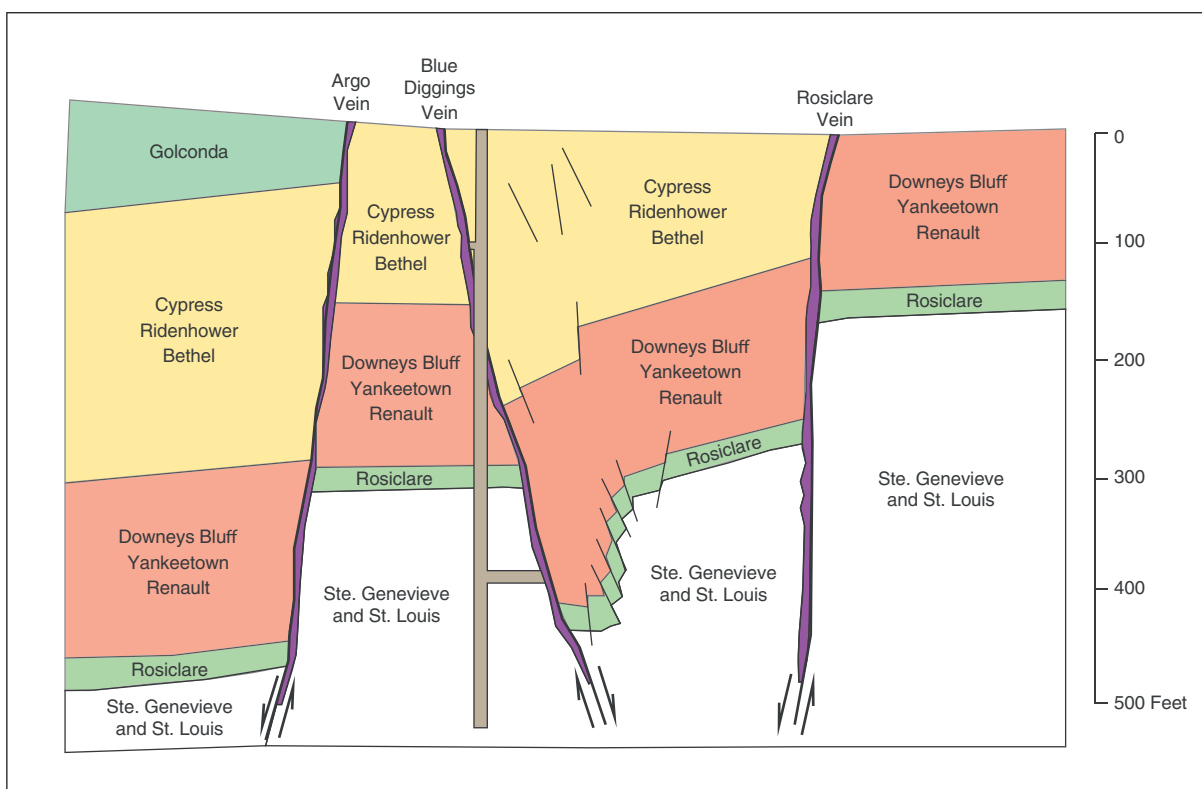 Argo
Vein
Blue
Diggings
Vein
Rosiclare
Vein
Golconda
Cypress
Ridenhower
Bethel
Cypress
Ridenhower
Bethel
Downeys Bluff
Yankeetown
Renault
0
100
200
300
400
500 Feet
Rosiclare
Cypress
Ridenhower
Bethel
Downeys Bluff
Yankeetown
Renault
Downeys Bluff
Yankeetown
Renault
Rosiclare
Rosiclare
Ste. Genevieve
and St. Louis
Downeys Bluff
Yankeetown
Renault
Ste. Genevieve
and St. Louis
Ste. Genevieve
and St. Louis
Rosiclare
Ste. Genevieve
and St. Louis